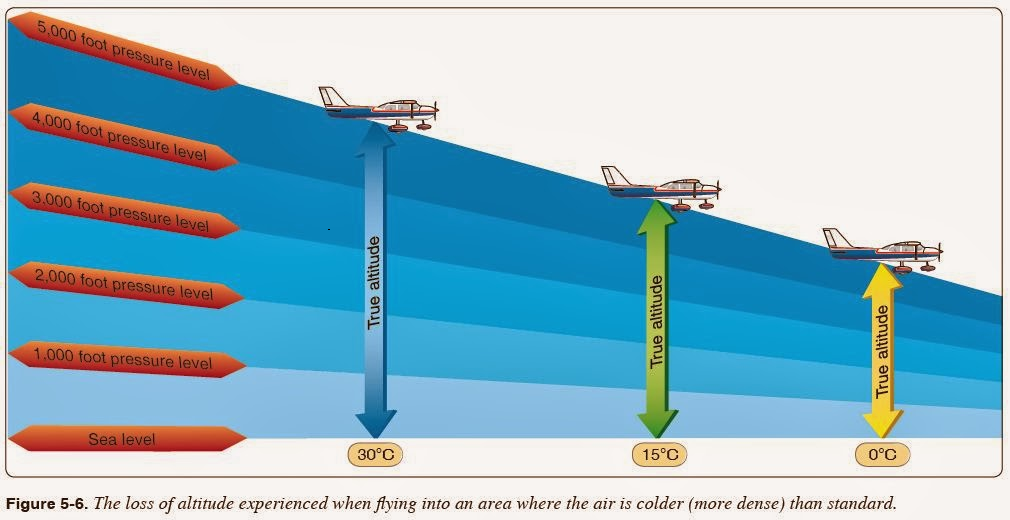 5,000 foot pressure level
4,000 foot pressure level
3,000 foot pressure level
2,000 foot pressure level
1,000 foot pressure level
Sea level
True altitude
True altitude
True altitude
30°C
15°C
0°C
Figure 5-6. The loss of altitude experienced when flying into an area where the air is colder (more dense) than standard.